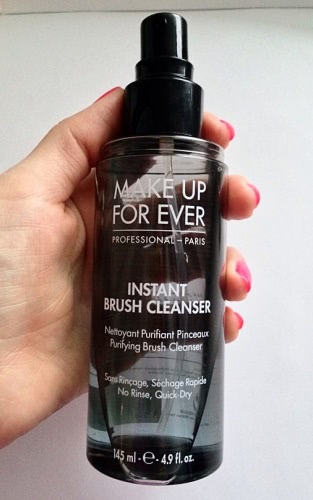 MAKE UP
FOR EVER
PROFESSIONAL – PARIS
INSTANT
BRUSH CLEANSER
Nettoyant Purifiant Pinceaux
Purifying Brush Cleanser
Sans Rinçage, Séchage Rapide
No Rinse, Quick-Dry
145 ml - ℮ - 4.9 fl. oz.